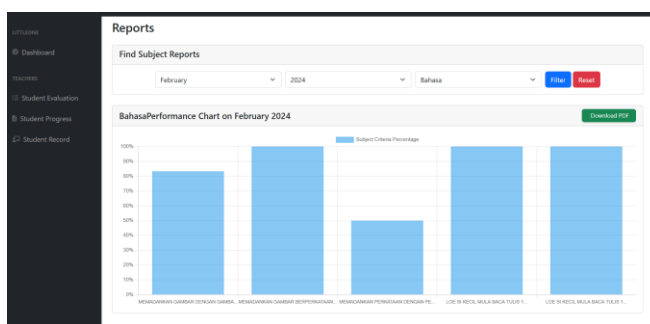 LITTLEONE
Dashboard
TEACHERS
Student Evaluation
Student Progress
Student Record
Reports
Find Subject Reports
February
2024
Bahasa
Filter
Reset
BahasaPerformance Chart on February 2024
Download PDF
Subject Criteria Percentage
100%
90%
80%
70%
60%
50%
40%
30%
20%
10%
0%
MEMADANKAN GAMBAR DENGAN GAMBA...
MEMADANKAN GAMBAR BERPERKATAAN...
MEMADANKAN PERKATAAN DENGAN PE...
LOE SI KECIL MULA BACA TULIS 1...
LOE SI KECIL MULA BACA TULIS 1...